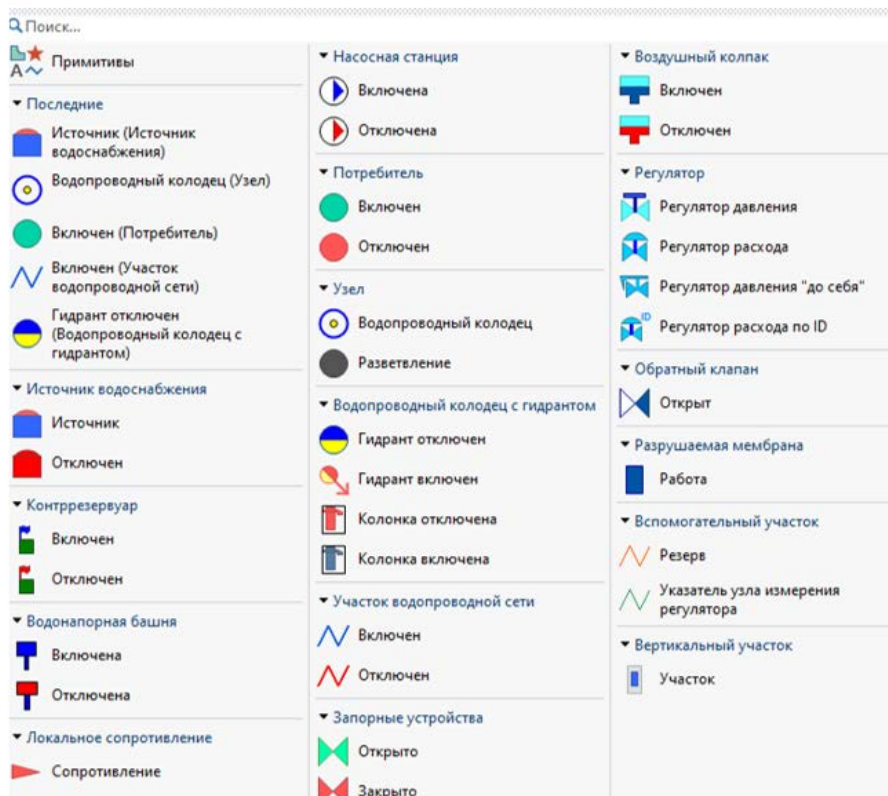 Поиск...
A
Примитивы
Последние
Источник (Источник
водоснабжения)
Водопроводный колодец (Узел)
Включен (Потребитель)
Включен (Участок
водопроводной сети)
Гидрант отключен
(Водопроводный колодец с
гидрантом)
Источник водоснабжения
Источник
Отключен
Контррезервуар
Включен
Отключен
Водонапорная башня
Включена
Отключена
Локальное сопротивление
Сопротивление
Насосная станция
Включена
Отключена
Потребитель
Включен
Отключен
Узел
Водопроводный колодец
Разветвление
Водопроводный колодец с гидрантом
Гидрант отключен
Гидрант включен
Колонка отключена
Колонка включена
Участок водопроводной сети
Включен
Отключен
Запорные устройства
Открыто
Закрыто
Воздушный колпак
Включен
Отключен
Регулятор
Регулятор давления
Регулятор расхода
Регулятор давления "до себя"
ID
Регулятор расхода по ID
Обратный клапан
Открыт
Разрушаемая мембрана
Работа
Вспомогательный участок
Резерв
Указатель узла измерения
регулятора
Вертикальный участок
Участок